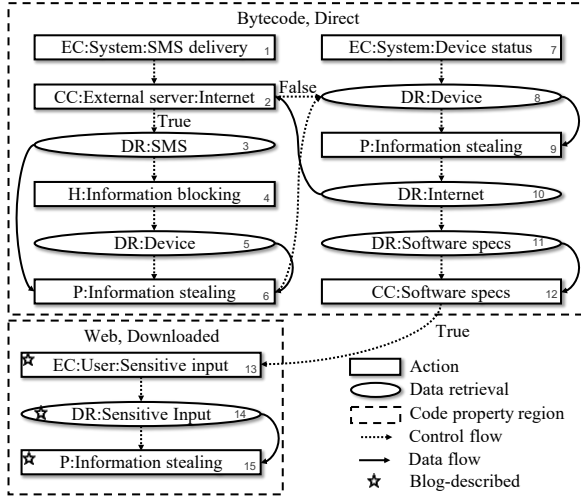 Bytecode, Direct
EC:System:SMS delivery 1
CC:External server:Internet 2
False
True
DR:SMS 3
H:Information blocking 4
DR:Device 5
P:Information stealing 6
EC:System:Device status 7
DR:Device 8
P:Information stealing 9
DR:Internet 10
DR:Software specs 11
CC:Software specs 12
True
Web, Downloaded
EC:User:Sensitive input 13
DR:Sensitive Input 14
P:Information stealing 15
Action
Data retrieval
Code property region
Control flow
Data flow
Blog-described